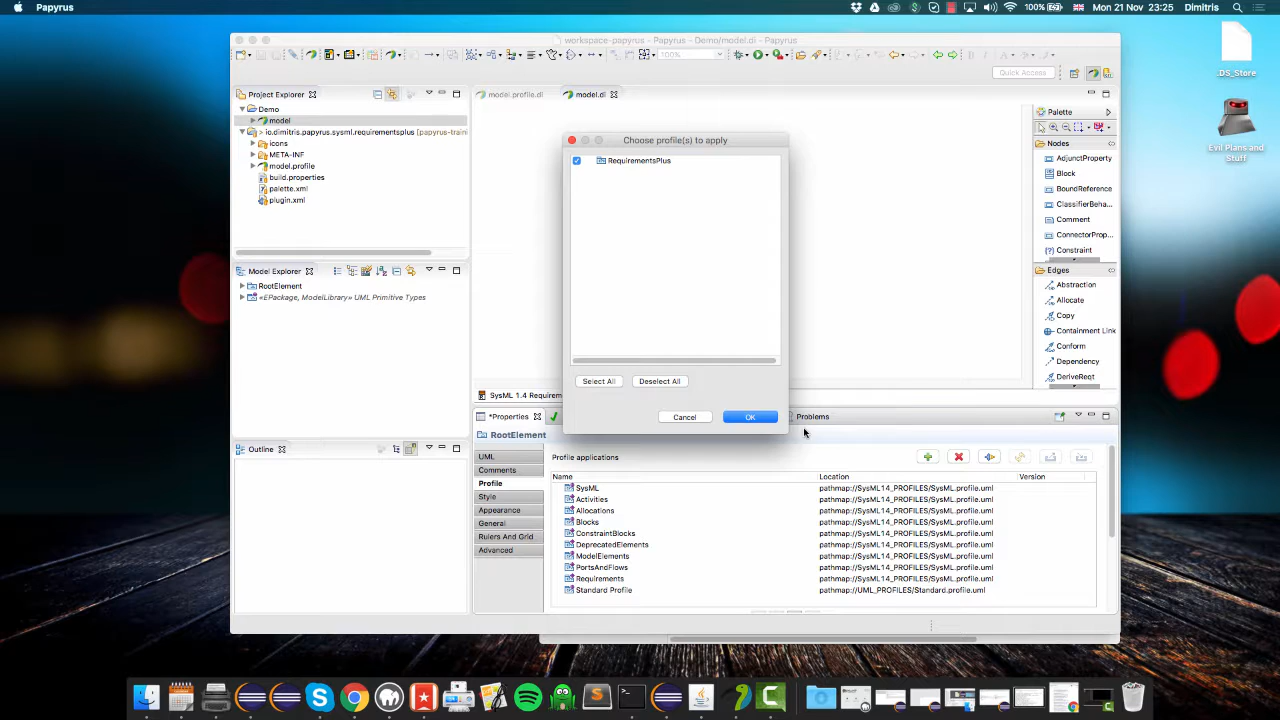 Papyrus
100%
Mon 21 Nov 23:25 Dimitris
workspace-papyrus - Papyrus - Demo/model.di - Papyrus
100%
Quick Access
Project Explorer
Demo
model
> io.dimitris.papyrus.sysml.requirementsplus [papyrus-traini
icons
META-INF
model.profile
build.properties
palette.xml
plugin.xml
model.profile.di
model.di
Choose profile(s) to apply
RequirementsPlus
Select All
Deselect All
Cancel
OK
Palette
Nodes
AdjunctProperty
Block
BoundReference
ClassifierBeha...
Comment
ConnectorProp...
Constraint
Edges
Abstraction
Allocate
Copy
Containment Link
Conform
Dependency
DeriveReqt
Model Explorer
RootElement
«EPackage, ModelLibrary» UML Primitive Types
Outline
SysML 1.4 Requirem
*Properties
Problems
RootElement
UML
Comments
Profile
Style
Appearance
General
Rulers And Grid
Advanced
Profile applications
Name Location Version
SysML pathmap://SysML14_PROFILES/SysML.profile.uml
Activities pathmap://SysML14_PROFILES/SysML.profile.uml
Allocations pathmap://SysML14_PROFILES/SysML.profile.uml
Blocks pathmap://SysML14_PROFILES/SysML.profile.uml
ConstraintBlocks pathmap://SysML14_PROFILES/SysML.profile.uml
DeprecatedElements pathmap://SysML14_PROFILES/SysML.profile.uml
ModelElements pathmap://SysML14_PROFILES/SysML.profile.uml
PortsAndFlows pathmap://SysML14_PROFILES/SysML.profile.uml
Requirements pathmap://SysML14_PROFILES/SysML.profile.uml
Standard Profile pathmap://UML_PROFILES/Standard.profile.uml
.DS_Store
Evil Plans and
Stuff